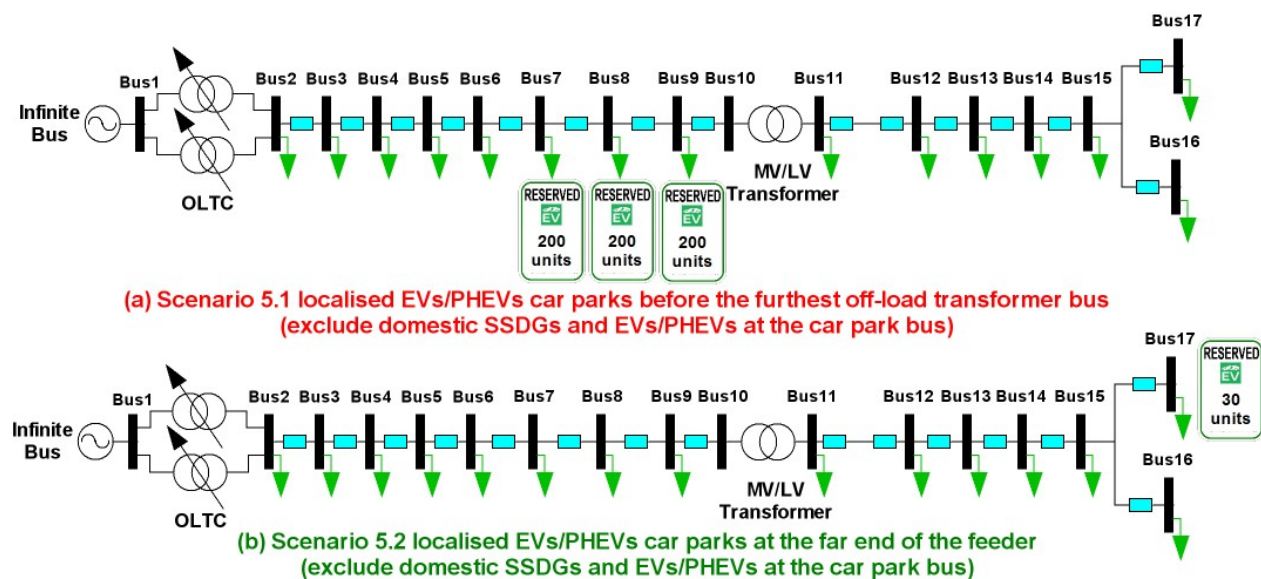 Bus17
Bus1
Bus2 Bus3 Bus4 Bus5 Bus6 Bus7 Bus8 Bus9 Bus10 Bus11 Bus12 Bus13 Bus14 Bus15
Infinite
Bus
Bus16
OLTC
MV/LV
Transformer
RESERVED
EV
200
units
RESERVED
EV
200
units
RESERVED
EV
200
units
(a) Scenario 5.1 localised EVs/PHEVs car parks before the furthest off-load transformer bus
(exclude domestic SSDGs and EVs/PHEVs at the car park bus)
Bus17
RESERVED
EV
30
units
Bus1
Bus2 Bus3 Bus4 Bus5 Bus6 Bus7 Bus8 Bus9 Bus10 Bus11 Bus12 Bus13 Bus14 Bus15
Infinite
Bus
Bus16
OLTC
MV/LV
Transformer
(b) Scenario 5.2 localised EVs/PHEVs car parks at the far end of the feeder
(exclude domestic SSDGs and EVs/PHEVs at the car park bus)